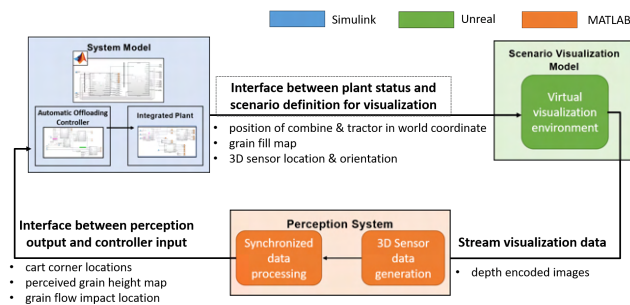 Simulink
Unreal
MATLAB
System Model
Automatic Offloading
Controller
Integrated Plant
Interface between plant status and
scenario definition for visualization
• position of combine & tractor in world coordinate
• grain fill map
• 3D sensor location & orientation
Scenario Visualization
Model
Virtual
visualization
environment
Interface between perception
output and controller input
• cart corner locations
• perceived grain height map
• grain flow impact location
Perception System
Synchronized
data
processing
3D Sensor
data
generation
Stream visualization data
• depth encoded images